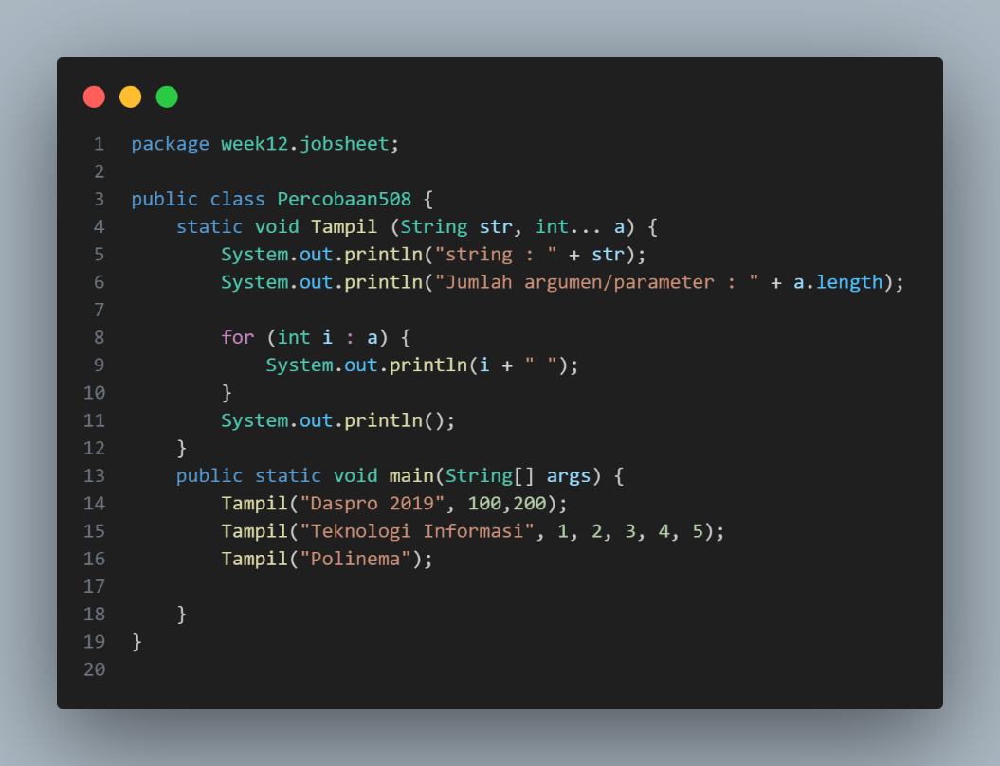 1 package week12.jobsheet;
2
3 public class Percobaan508 {
4     static void Tampil (String str, int... a) {
5         System.out.println("string : " + str);
6         System.out.println("Jumlah argumen/parameter : " + a.length);
7
8         for (int i : a) {
9             System.out.println(i + " ");
10         }
11         System.out.println();
12     }
13     public static void main(String[] args) {
14         Tampil("Daspro 2019", 100,200);
15         Tampil("Teknologi Informasi", 1, 2, 3, 4, 5);
16         Tampil("Polinema");
17
18     }
19 }
20